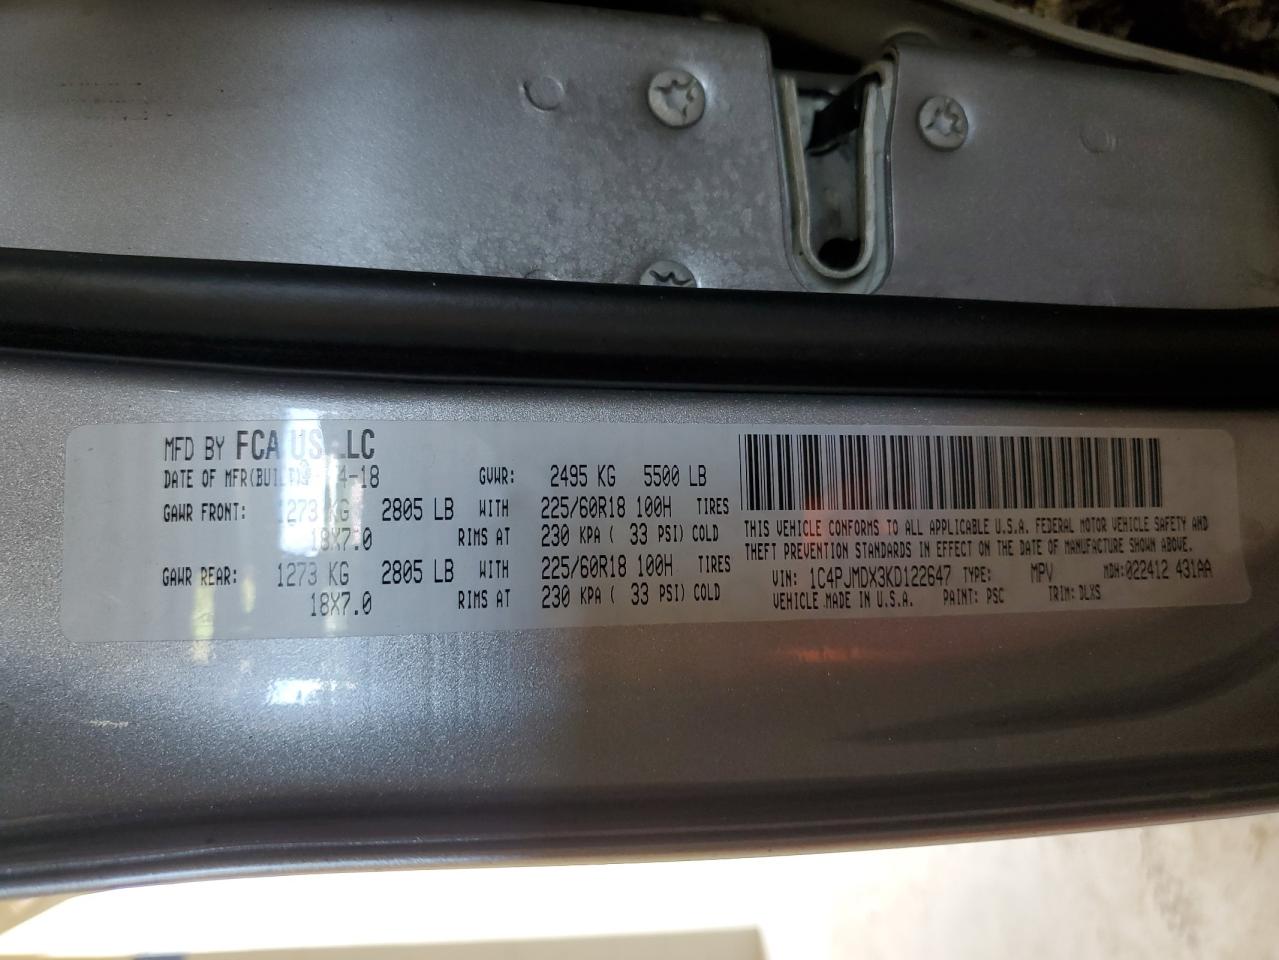 MFD BY FCA US LLC
DATE OF MFR(BUILD) 4-18 GVWR: 2495 KG 5500 LB
GAWR FRONT: 1273 KG 2805 LB WITH 225/60R18 100H TIRES
18X7.0 RIMS AT 230 KPA ( 33 PSI) COLD
GAWR REAR: 1273 KG 2805 LB WITH 225/60R18 100H TIRES
18X7.0 RIMS AT 230 KPA ( 33 PSI) COLD
THIS VEHICLE CONFORMS TO ALL APPLICABLE U.S.A. FEDERAL MOTOR VEHICLE SAFETY AND
THEFT PREVENTION STANDARDS IN EFFECT ON THE DATE OF MANUFACTURE SHOWN ABOVE.
VIN: 1C4PJMDX3KD122647 TYPE: MPV MDH:022412 431AA
VEHICLE MADE IN U.S.A. PAINT: PSC TRIM: DLXS